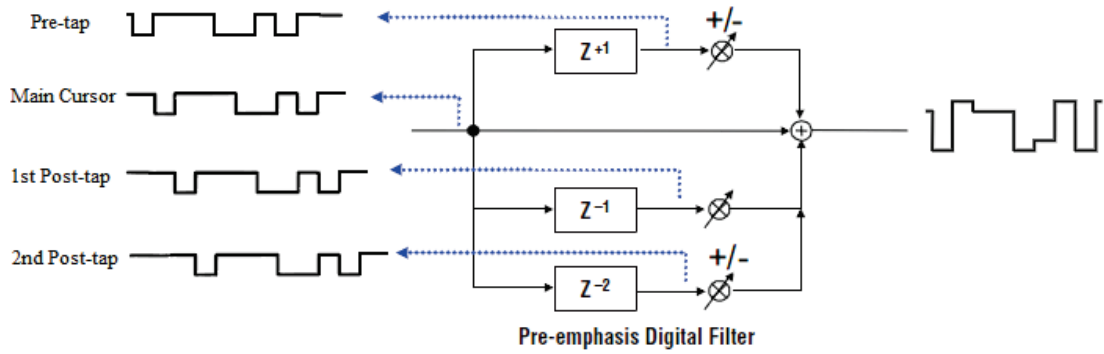 Pre-tap
Main Cursor
1st Post-tap
2nd Post-tap
+/-
Z+1
Z–1
+/-
Z–2
Pre-emphasis Digital Filter